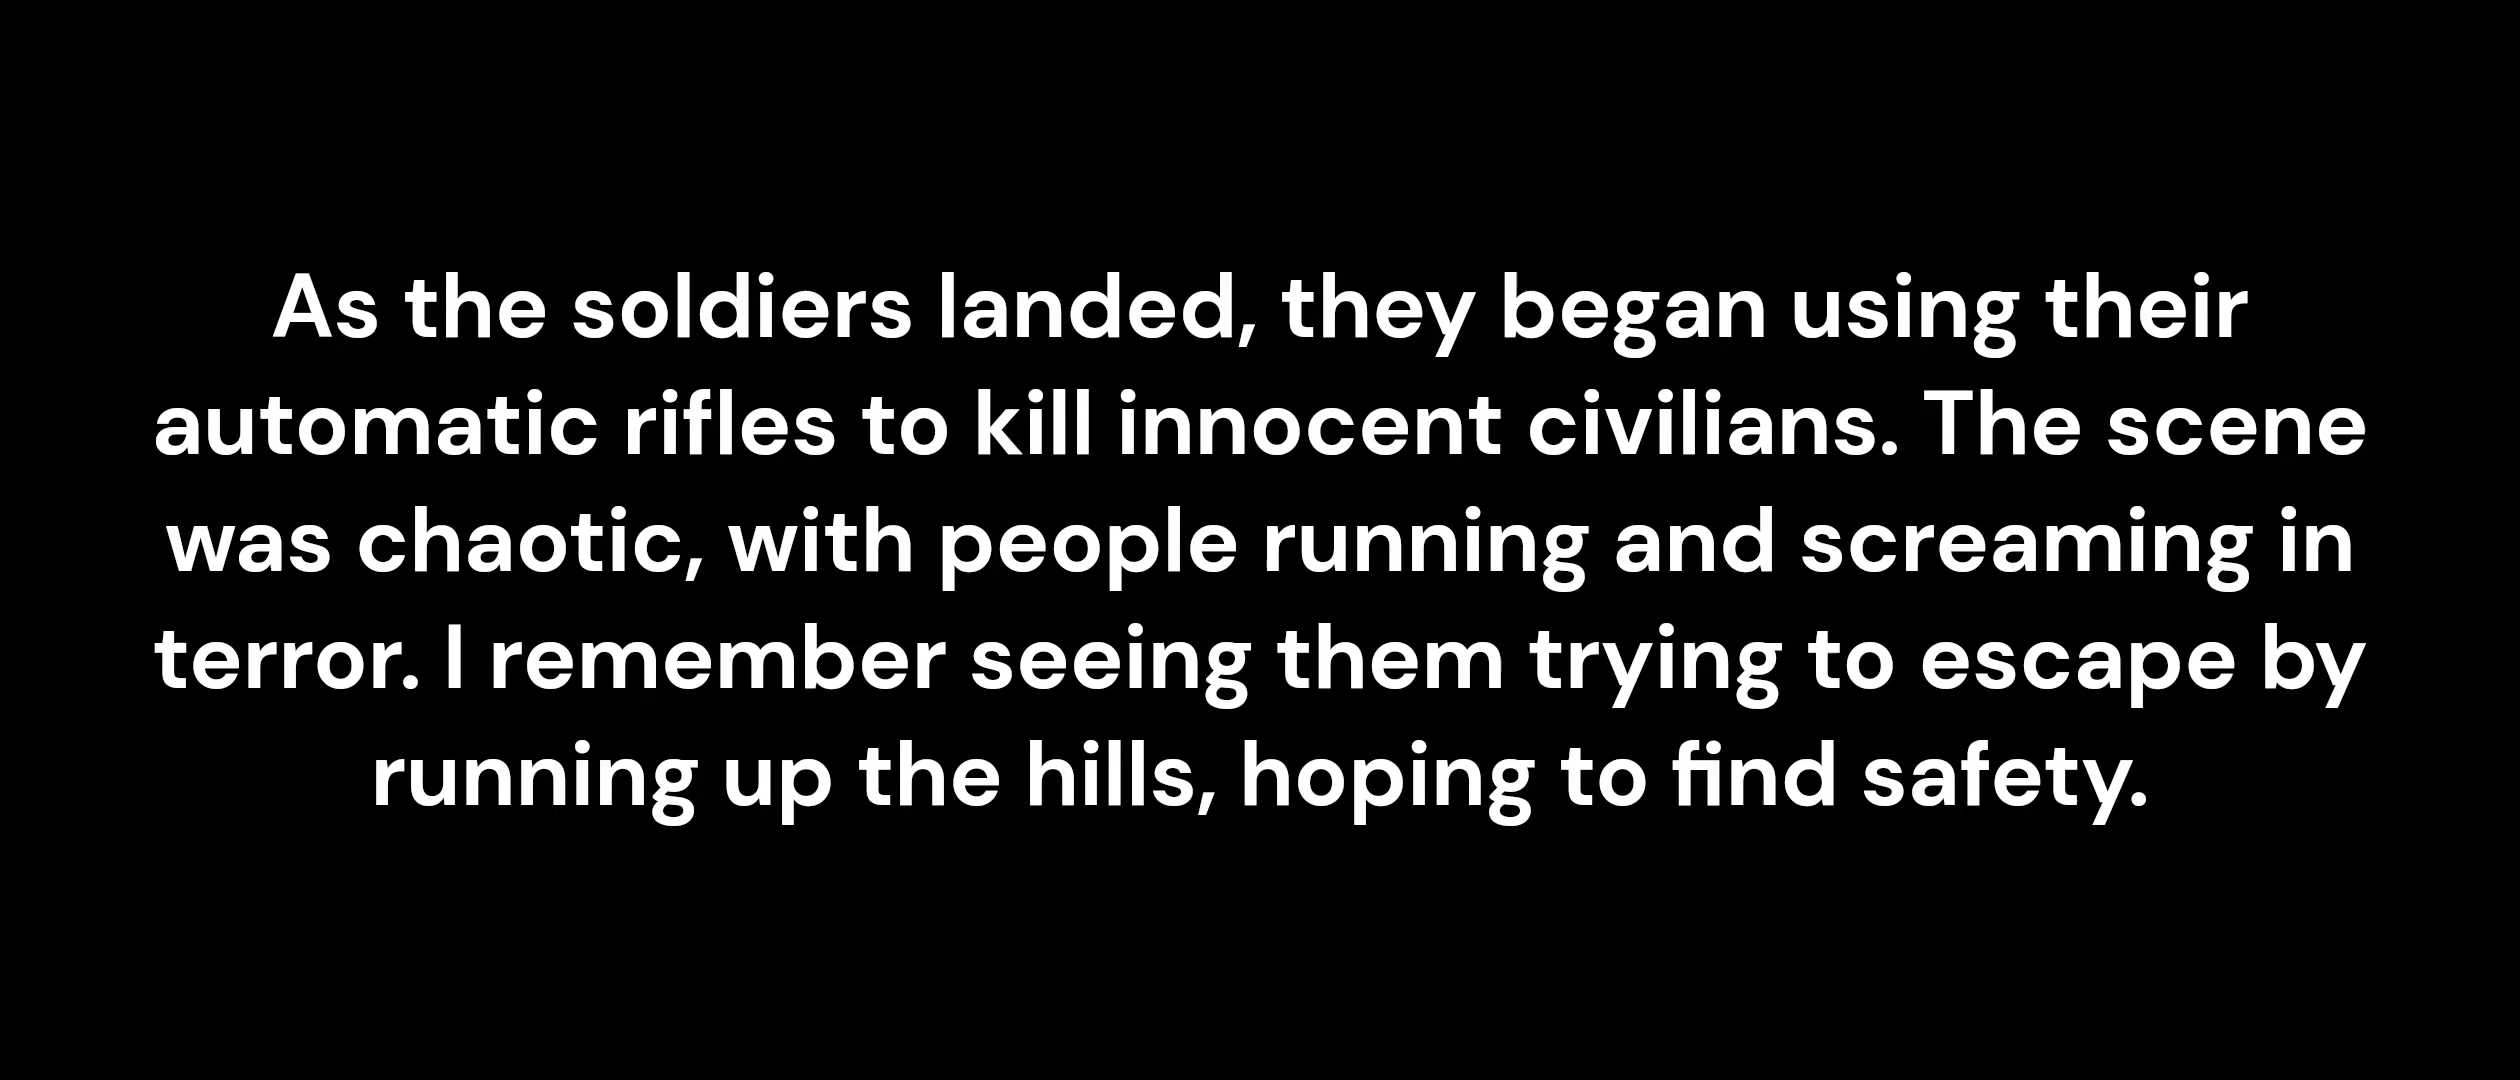 As the soldiers landed, they began using their
automatic rifles to kill innocent civilians. The scene
was chaotic, with people running and screaming in
terror. I remember seeing them trying to escape by
running up the hills, hoping to find safety.